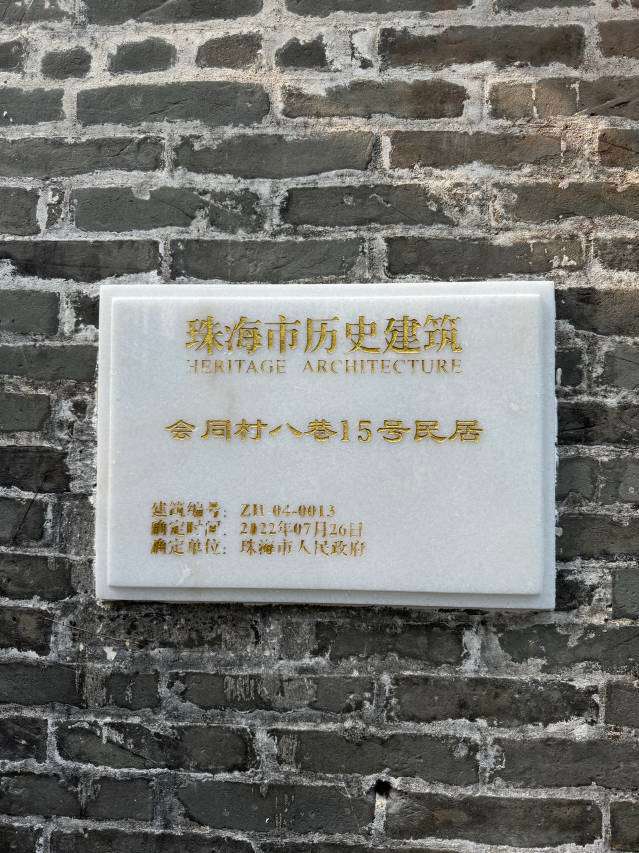 珠海市历史建筑
HERITAGE ARCHITECTURE
会同村八巷15号民居
建筑编号：ZH-04-0013
确定时间：2022年07月26日
确定单位：珠海市人民政府